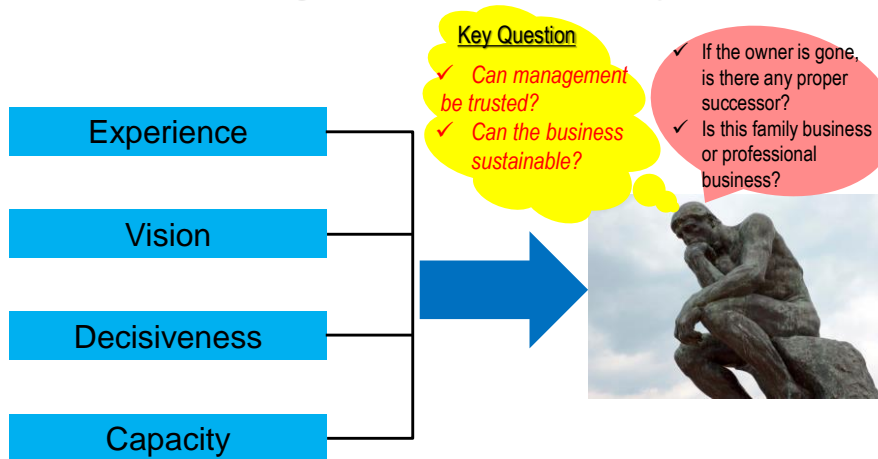 Experience
Vision
Decisiveness
Capacity
Key Question
✓ Can management
be trusted?
✓ Can the business
sustainable?
✓ If the owner is gone,
is there any proper
successor?
✓ Is this family business
or professional
business?